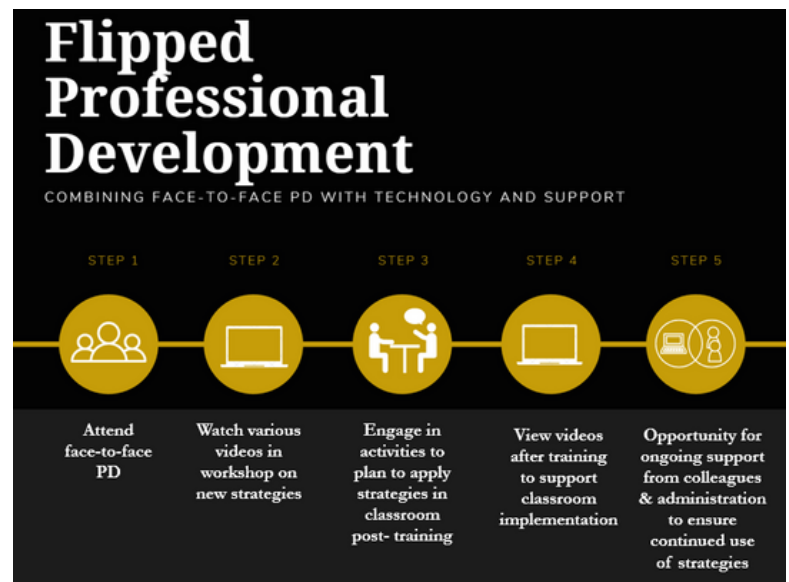 Flipped
Professional
Development
COMBINING FACE-TO-FACE PD WITH TECHNOLOGY AND SUPPORT
STEP 1
STEP 2
STEP 3
STEP 4
STEP 5
Attend
face-to-face
PD
Watch various
videos in
workshop on
new strategies
Engage in
activities to
plan to apply
strategies in
classroom
post- training
View videos
after training
to support
classroom
implementation
Opportunity for
ongoing support
from colleagues
& administration
to ensure
continued use
of strategies